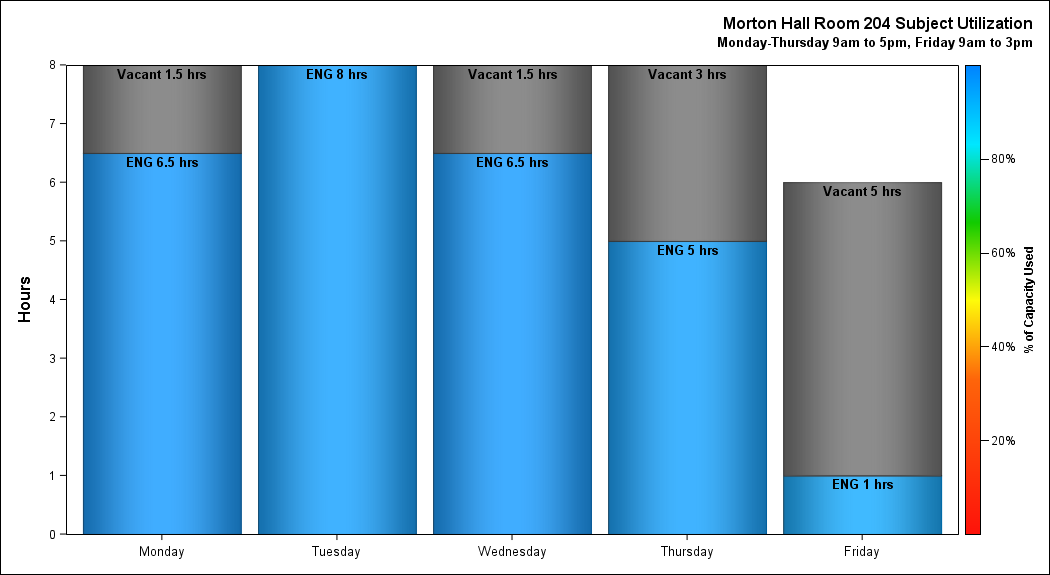 Morton Hall Room 204 Subject Utilization
Monday-Thursday 9am to 5pm, Friday 9am to 3pm
Hours
8
7
6
5
4
3
2
1
0
Vacant 1.5 hrs
ENG 6.5 hrs
ENG 8 hrs
Vacant 1.5 hrs
ENG 6.5 hrs
Vacant 3 hrs
ENG 5 hrs
Vacant 5 hrs
ENG 1 hrs
Monday
Tuesday
Wednesday
Thursday
Friday
80%
60%
40%
20%
% of Capacity Used